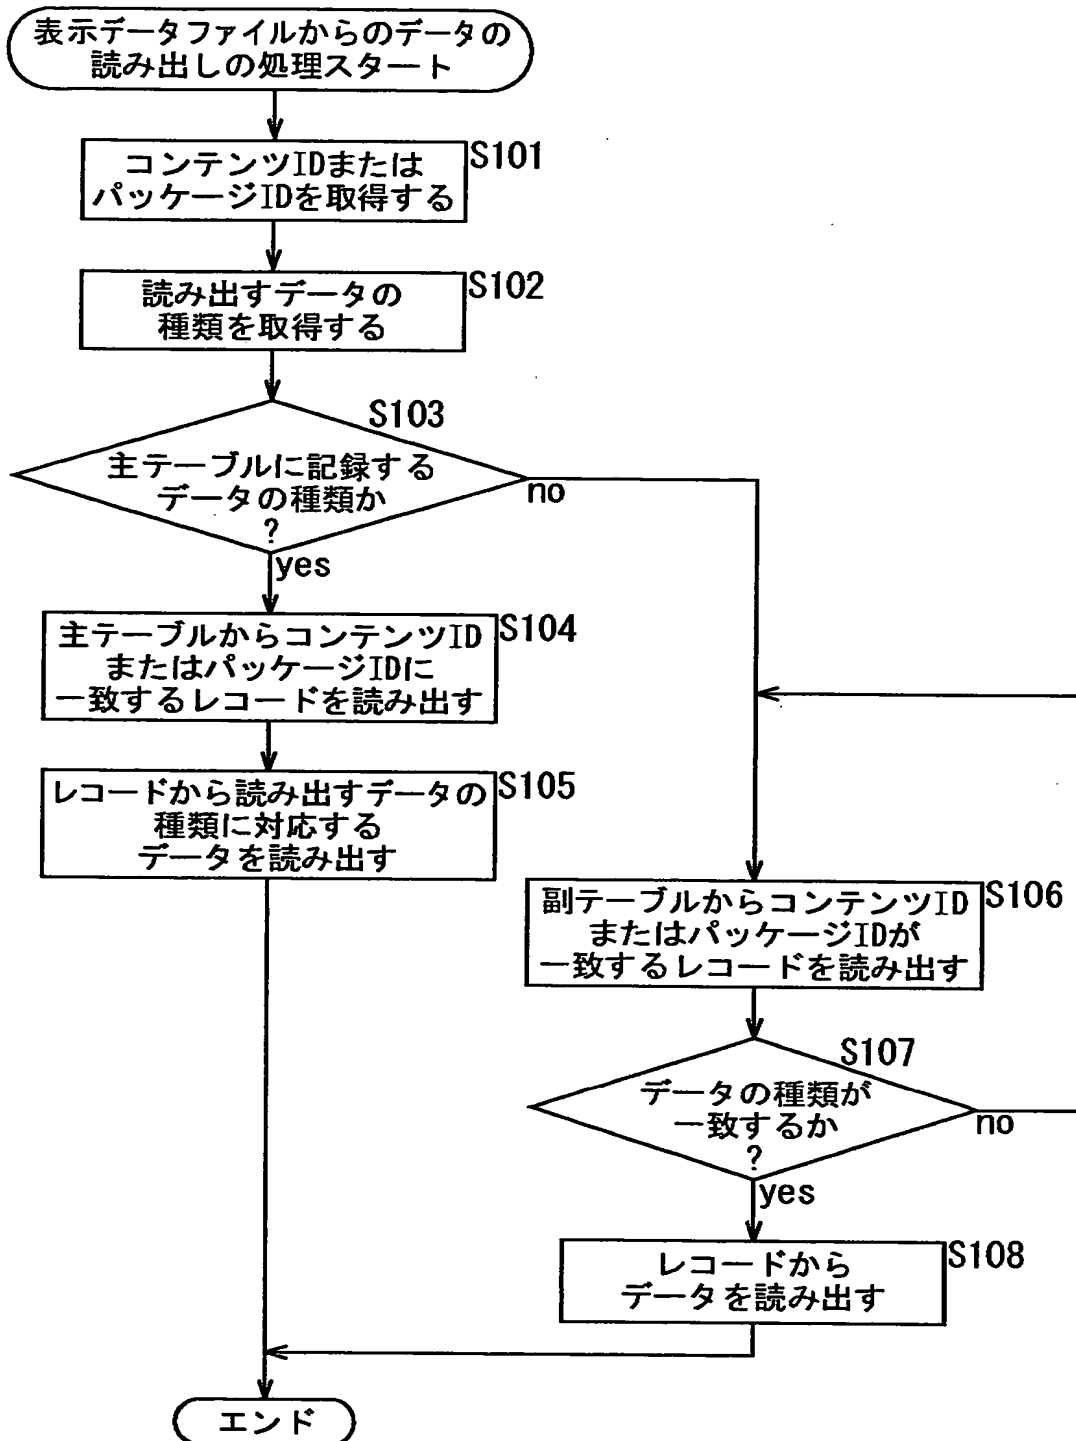 表示データファイルからのデータの
読み出しの処理スタート
コンテンツIDまたは
パッケージIDを取得する
S101
読み出すデータの
種類を取得する
S102
S103
主テーブルに記録する
データの種類か
?
no
yes
主テーブルからコンテンツID
またはパッケージIDに
一致するレコードを読み出す
S104
レコードから読み出すデータの
種類に対応する
データを読み出す
S105
副テーブルからコンテンツID
またはパッケージIDが
一致するレコードを読み出す
S106
S107
データの種類が
一致するか
?
no
yes
レコードから
データを読み出す
S108
エンド